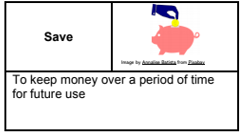 Save
Image by Annalise Batista from Pixabay
To keep money over a period of time
for future use